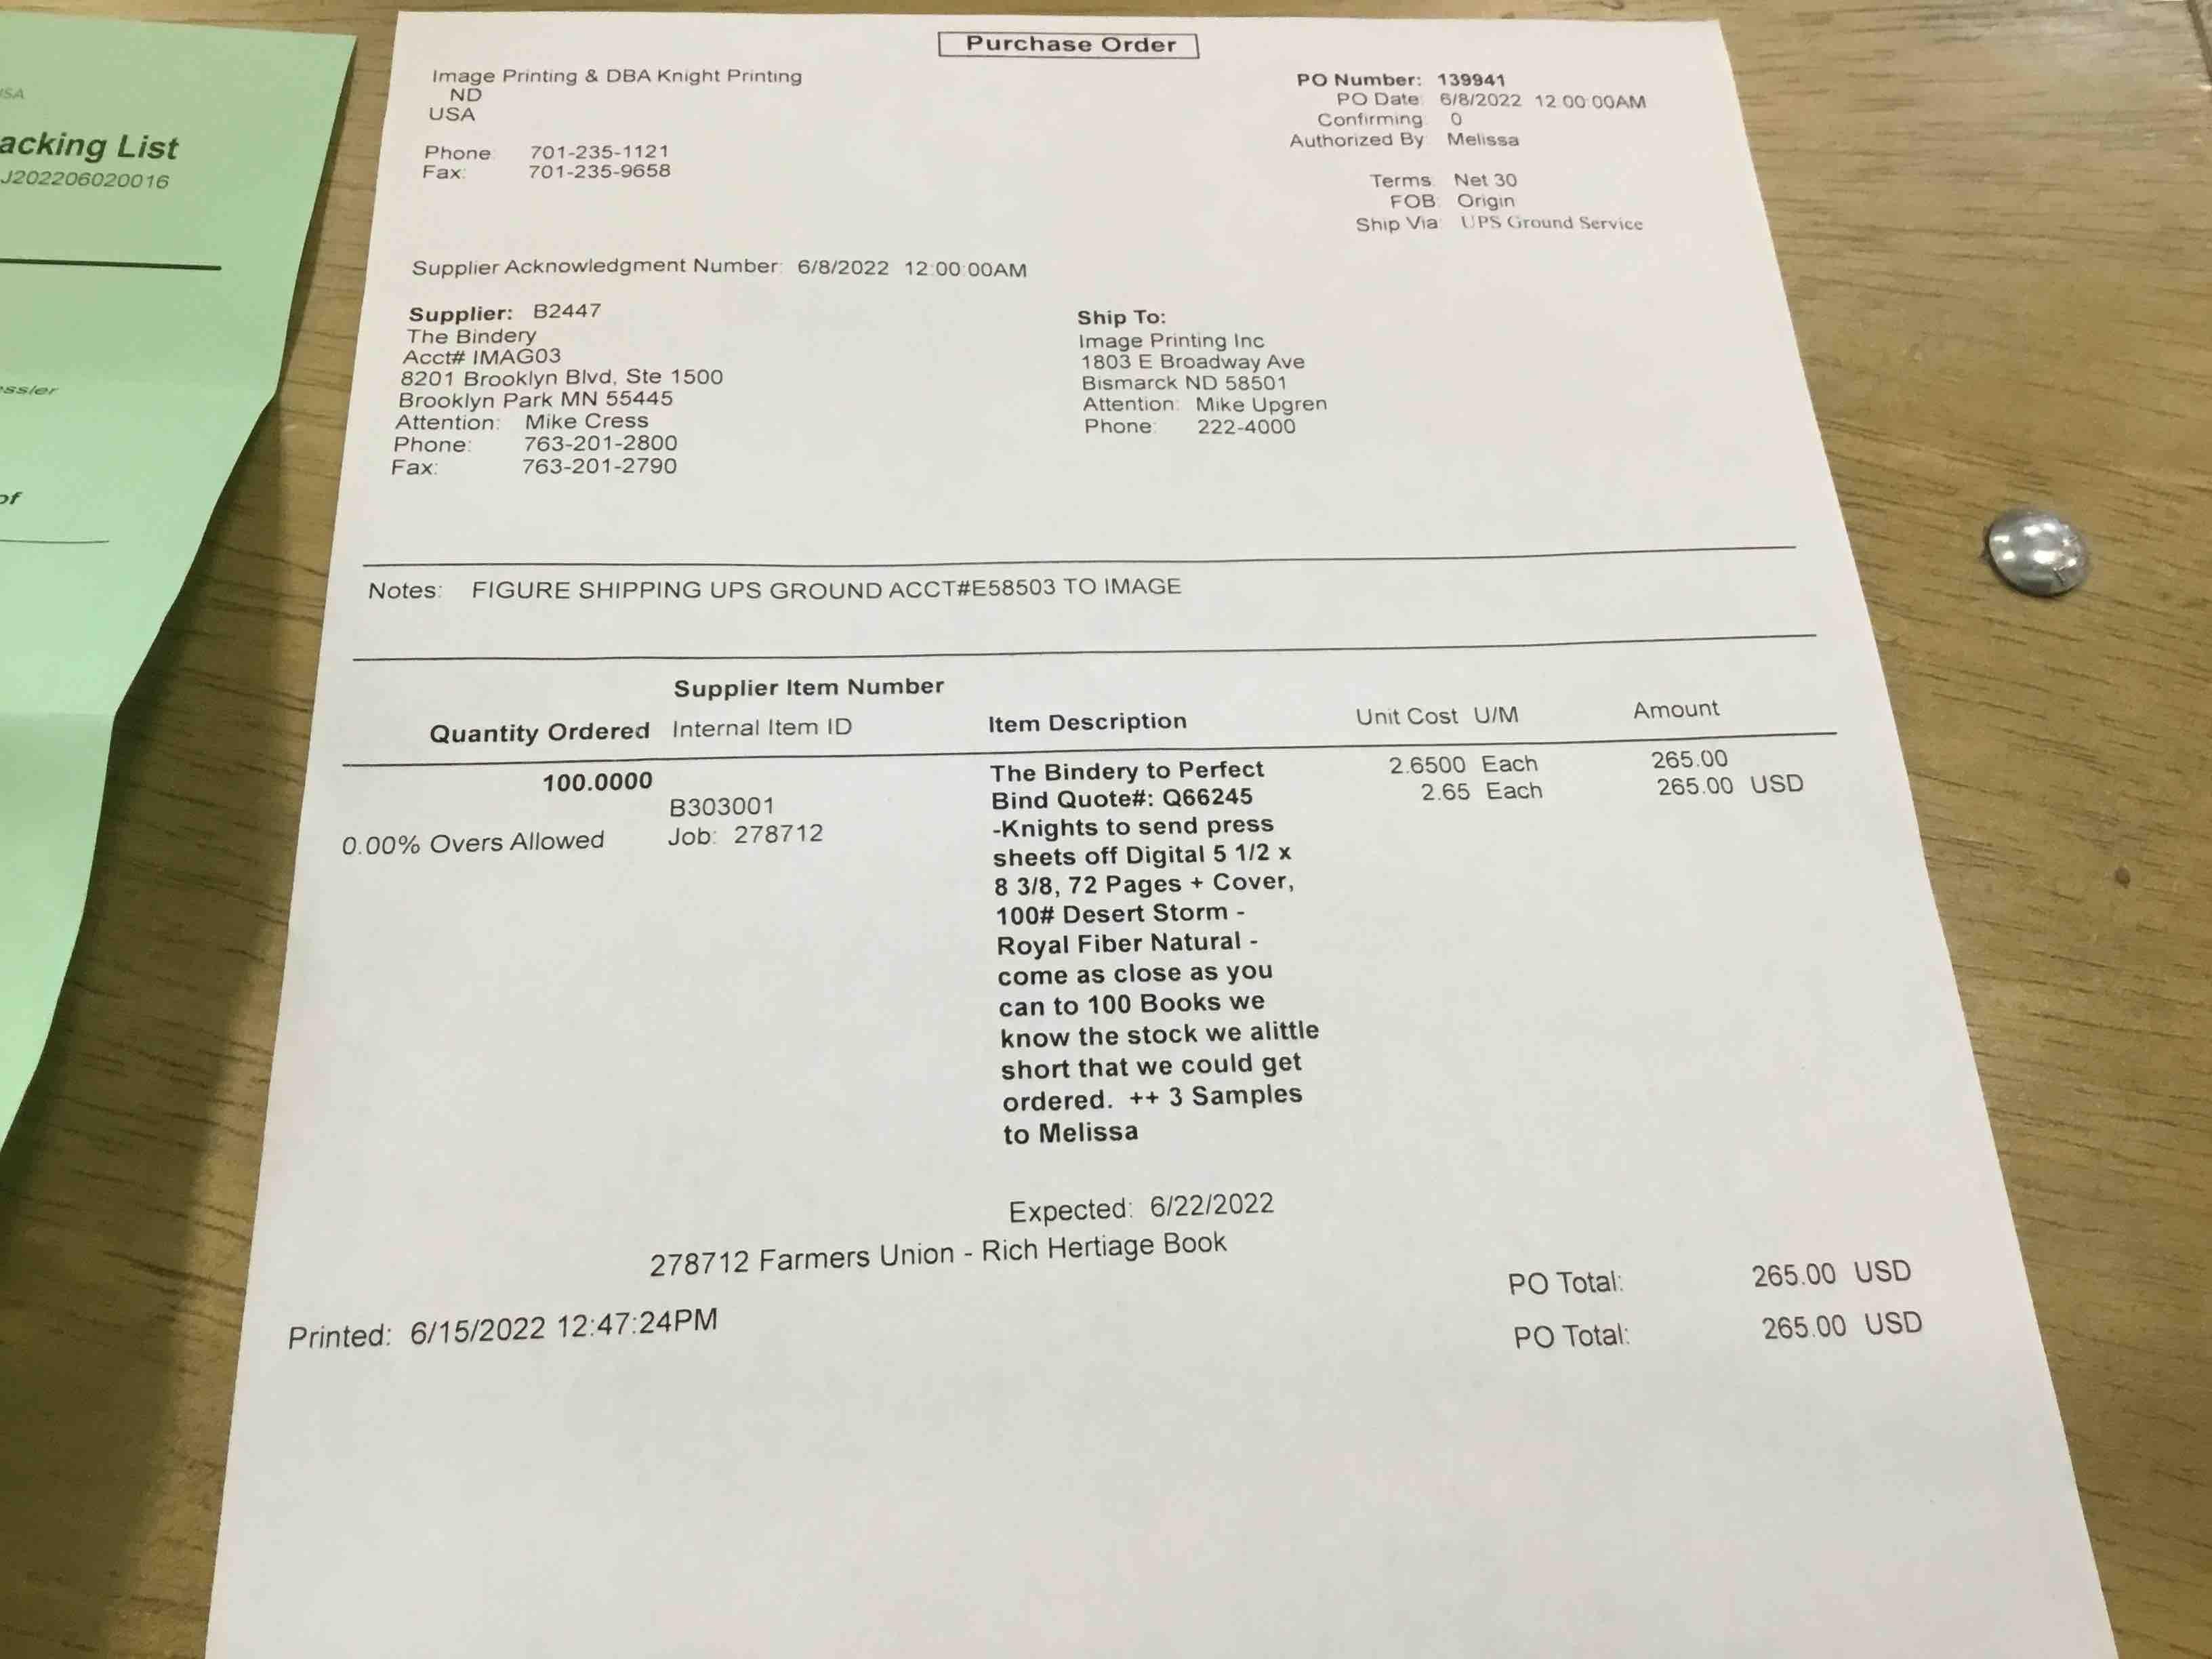 SA
acking List
J202206020016
essler
of
Purchase Order
Image Printing & DBA Knight Printing
ND
USA
Phone: 701-235-1121
Fax: 701-235-9658
PO Number: 139941
PO Date: 6/8/2022 12:00:00AM
Confirming 0
Authorized By Melissa
Terms: Net 30
FOB: Origin
Ship Via: UPS Ground Service
Supplier Acknowledgment Number: 6/8/2022 12:00:00AM
Supplier: B2447
The Bindery
Acct# IMAG03
8201 Brooklyn Blvd, Ste 1500
Brooklyn Park MN 55445
Attention: Mike Cress
Phone: 763-201-2800
Fax: 763-201-2790
Ship To:
Image Printing Inc
1803 E Broadway Ave
Bismarck ND 58501
Attention: Mike Upgren
Phone: 222-4000
Notes: FIGURE SHIPPING UPS GROUND ACCT#E58503 TO IMAGE
Supplier Item Number
Quantity Ordered Internal Item ID Item Description Unit Cost U/M Amount
100.0000 The Bindery to Perfect 2.6500 Each 265.00
B303001 Bind Quote#: Q66245 2.65 Each 265.00 USD
0.00% Overs Allowed Job: 278712 -Knights to send press
sheets off Digital 5 1/2 x
8 3/8, 72 Pages + Cover,
100# Desert Storm -
Royal Fiber Natural -
come as close as you
can to 100 Books we
know the stock we alittle
short that we could get
ordered. ++ 3 Samples
to Melissa
Expected: 6/22/2022
278712 Farmers Union - Rich Hertiage Book
PO Total: 265.00 USD
Printed: 6/15/2022 12:47:24PM
PO Total: 265.00 USD